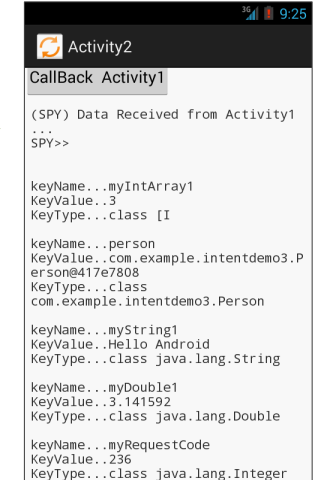 3G 9:25
Activity2
CallBack Activity1
(SPY) Data Received from Activity1
...
SPY>>
keyName...myIntArray1
KeyValue..3
KeyType...class [I
keyName...person
KeyValue..com.example.intentdemo3.P
erson@417e7808
KeyType...class
com.example.intentdemo3.Person
keyName...myString1
KeyValue..Hello Android
KeyType...class java.lang.String
keyName...myDouble1
KeyValue..3.141592
KeyType...class java.lang.Double
keyName...myRequestCode
KeyValue..236
KeyType...class java.lang.Integer